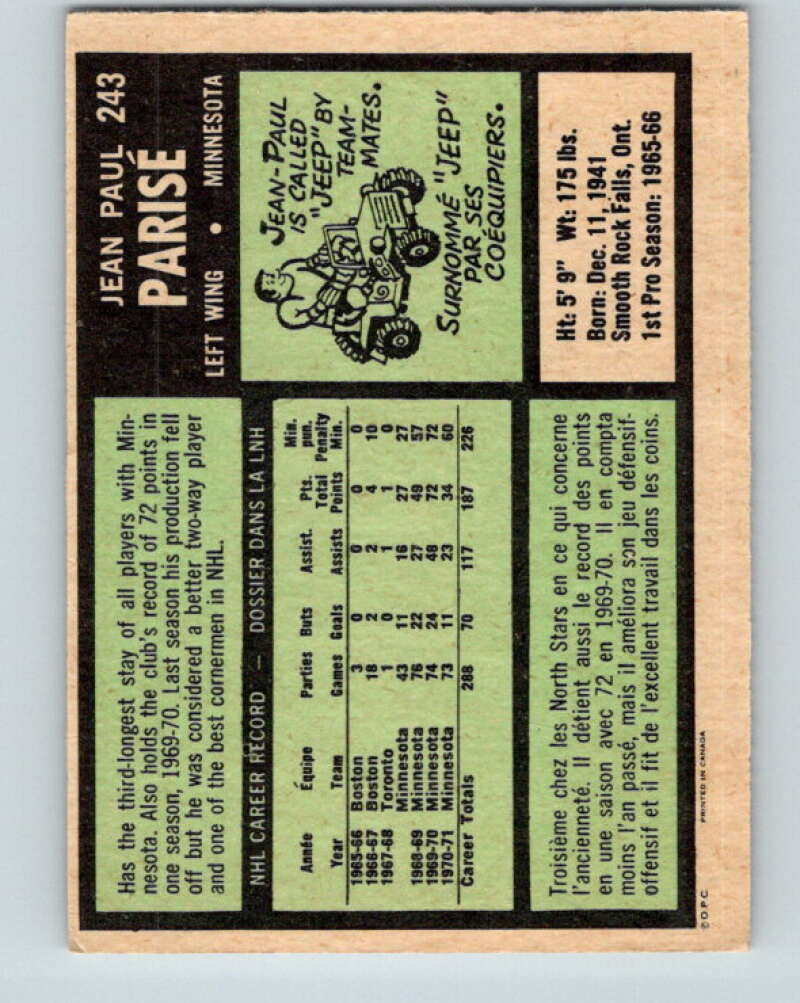 Has the third-longest stay of all players with Min-
nesota. Also holds the club's record of 72 points in
one season, 1969-70. Last season his production fell
off but he was considered a better two-way player
and one of the best cornermen in NHL.
JEAN PAUL 243
PARISÉ
LEFT WING • MINNESOTA
NHL CAREER RECORD — DOSSIER DANS LA LNH
Min.
Pts. pun.
Année Équipe Parties Buts Assist. Total Penalty
Year Team Games Goals Assists Points Min.
1965-66 Boston 3 0 0 0 0
1966-67 Boston 18 2 2 4 10
1967-68 Toronto 1 0 1 1 0
Minnesota 43 11 16 27 27
1968-69 Minnesota 76 22 27 49 57
1969-70 Minnesota 74 24 48 72 72
1970-71 Minnesota 73 11 23 34 60
Career Totals 288 70 117 187 226
JEAN-PAUL
IS CALLED
"JEEP" BY
TEAM-
MATES.
SURNOMMÉ "JEEP"
PAR SES
COÉQUIPIERS.
Troisième chez les North Stars en ce qui concerne
l'ancienneté. Il détient aussi le record des points
en une saison avec 72 en 1969-70. Il en compta
moins l'an passé, mais il améliora son jeu défensif-
offensif et il fit de l'excellent travail dans les coins.
Ht: 5' 9" Wt: 175 lbs.
Born: Dec. 11, 1941
Smooth Rock Falls, Ont.
1st Pro Season: 1965-66
© O.P.C. PRINTED IN CANADA